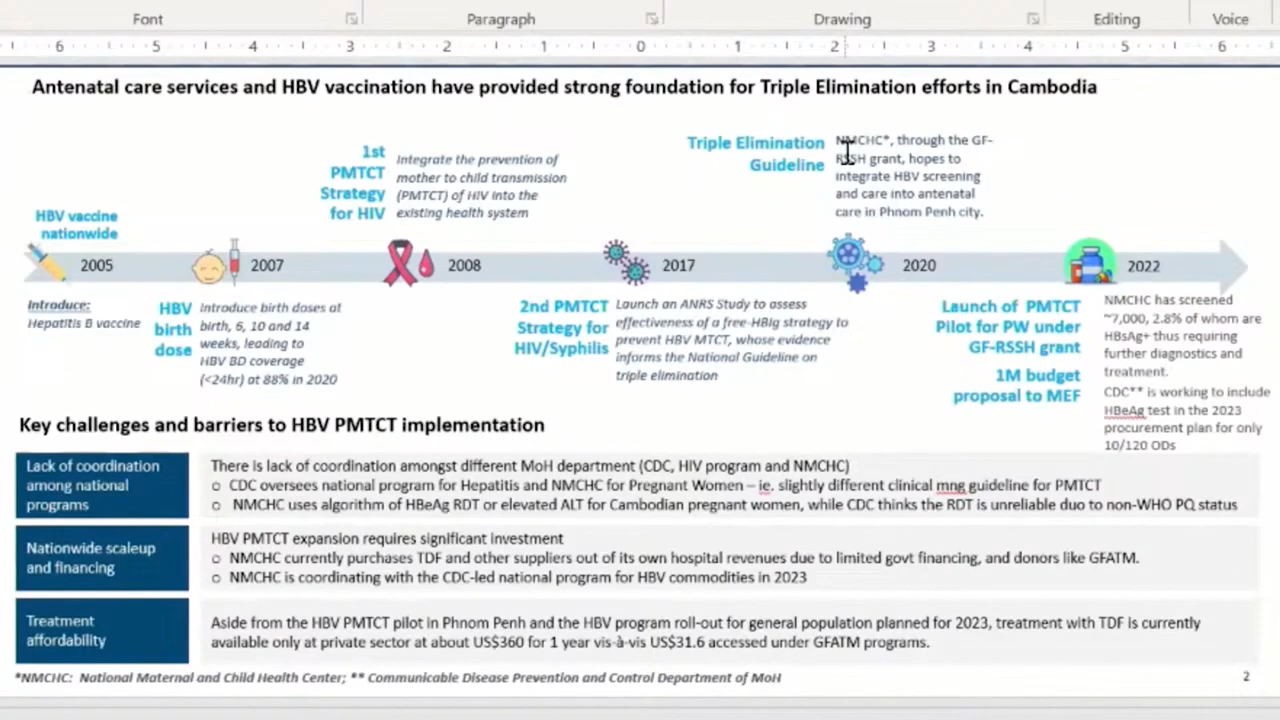 Font Paragraph Drawing Editing Voice
6 5 4 3 2 1 0 1 2 3 4 5 6
Antenatal care services and HBV vaccination have provided strong foundation for Triple Elimination efforts in Cambodia
HBV vaccine
nationwide
2005
Introduce:
Hepatitis B vaccine
2007
HBV
birth
dose
Introduce birth doses at
birth, 6, 10 and 14
weeks, leading to
HBV BD coverage
(<24hr) at 88% in 2020
1st
PMTCT
Strategy
for HIV
Integrate the prevention of
mother to child transmission
(PMTCT) of HIV into the
existing health system
2008
2017
2nd PMTCT
Strategy for
HIV/Syphilis
Launch an ANRS Study to assess
effectiveness of a free-HBIg strategy to
prevent HBV MTCT, whose evidence
informs the National Guideline on
triple elimination
Triple Elimination
Guideline
NMCHC*, through the GF-
RSSH grant, hopes to
integrate HBV screening
and care into antenatal
care in Phnom Penh city.
2020
2022
Launch of PMTCT
Pilot for PW under
GF-RSSH grant
1M budget
proposal to MEF
NMCHC has screened
~7,000, 2.8% of whom are
HBsAg+ thus requiring
further diagnostics and
treatment.
CDC** is working to include
HBeAg test in the 2023
procurement plan for only
10/120 ODs
Key challenges and barriers to HBV PMTCT implementation
Lack of coordination
among national
programs
There is lack of coordination amongst different MoH department (CDC, HIV program and NMCHC)
o CDC oversees national program for Hepatitis and NMCHC for Pregnant Women – ie. slightly different clinical mng guideline for PMTCT
o NMCHC uses algorithm of HBeAg RDT or elevated ALT for Cambodian pregnant women, while CDC thinks the RDT is unreliable duo to non-WHO PQ status
Nationwide scaleup
and financing
HBV PMTCT expansion requires significant investment
o NMCHC currently purchases TDF and other suppliers out of its own hospital revenues due to limited govt financing, and donors like GFATM.
o NMCHC is coordinating with the CDC-led national program for HBV commodities in 2023
Treatment
affordability
Aside from the HBV PMTCT pilot in Phnom Penh and the HBV program roll-out for general population planned for 2023, treatment with TDF is currently
available only at private sector at about US$360 for 1 year vis-à-vis US$31.6 accessed under GFATM programs.
*NMCHC: National Maternal and Child Health Center; ** Communicable Disease Prevention and Control Department of MoH
2